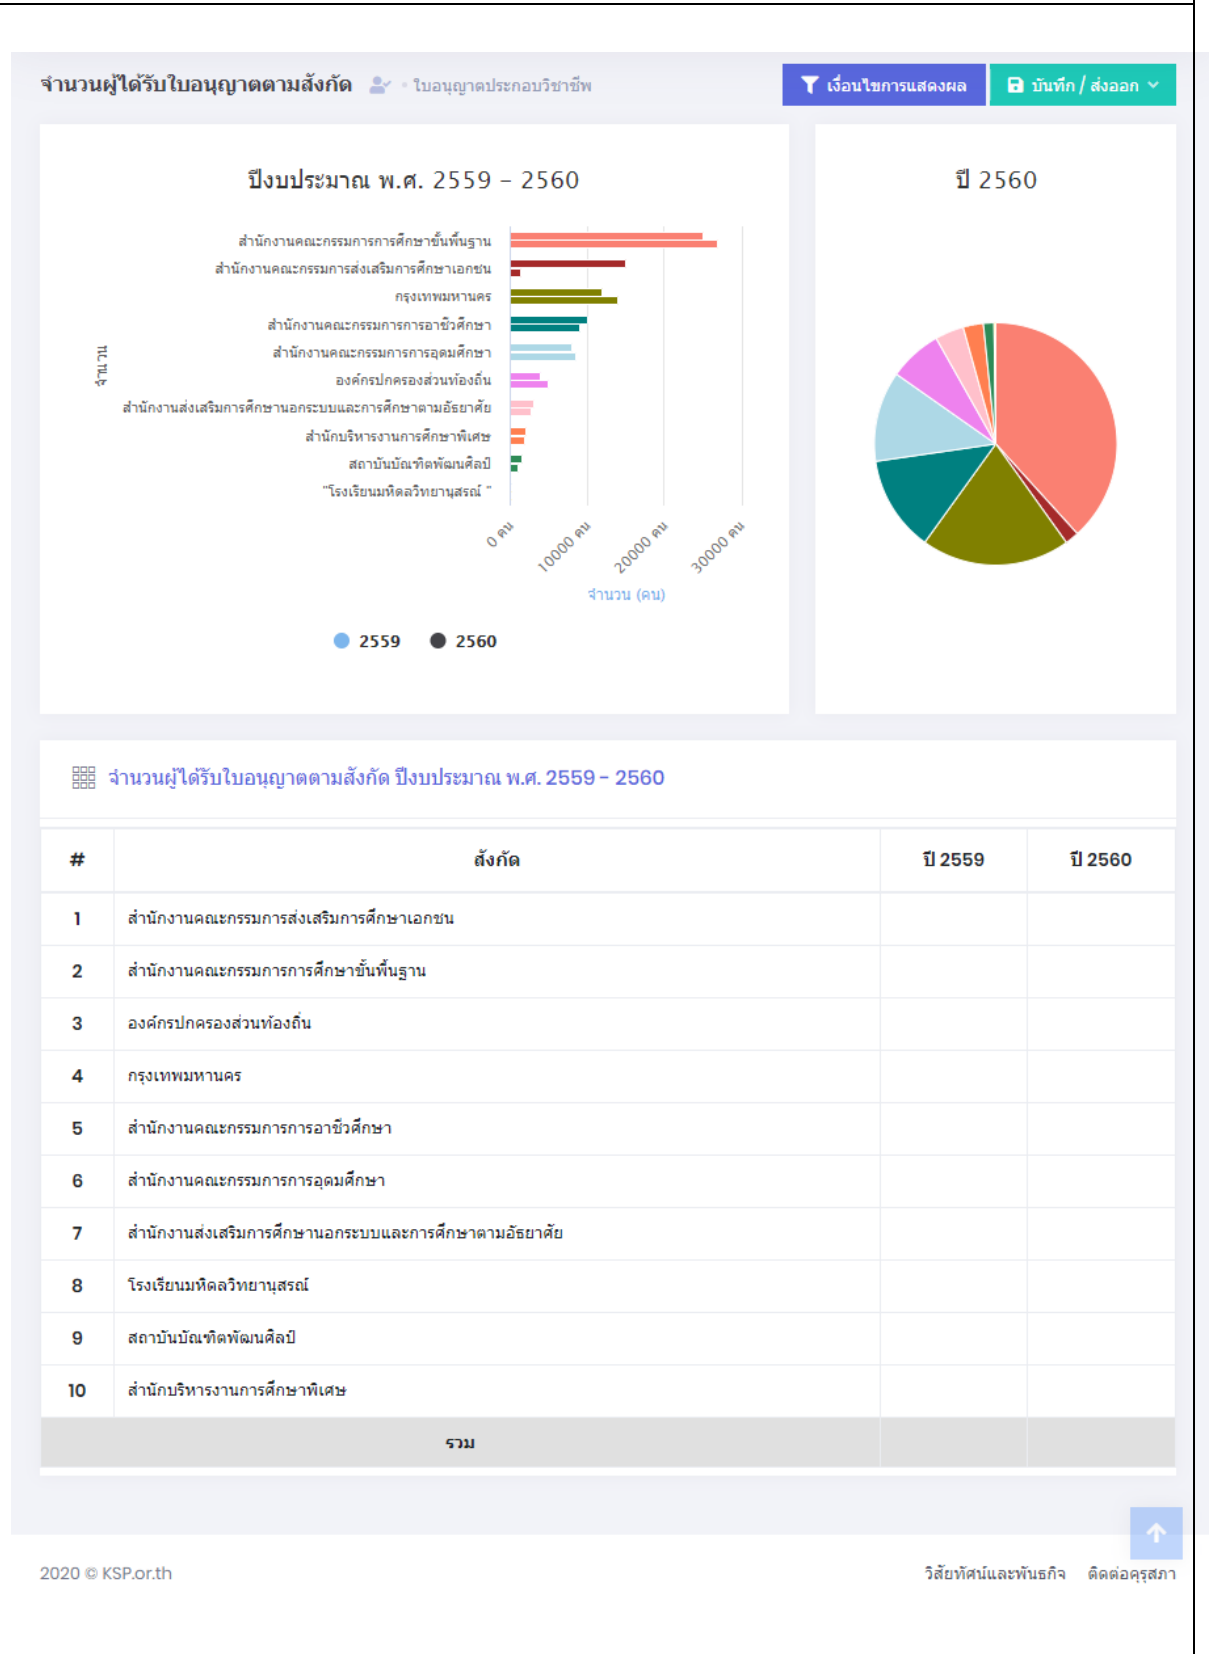 จำนวนผู้ได้รับใบอนุญาตตามสังกัด ใบอนุญาตประกอบวิชาชีพ เงื่อนไขการแสดงผล บันทึก / ส่งออก
ปีงบประมาณ พ.ศ. 2559 - 2560
สำนักงานคณะกรรมการการศึกษาขั้นพื้นฐาน
สำนักงานคณะกรรมการส่งเสริมการศึกษาเอกชน
กรุงเทพมหานคร
สำนักงานคณะกรรมการการอาชีวศึกษา
สำนักงานคณะกรรมการการอุดมศึกษา
องค์กรปกครองส่วนท้องถิ่น
สำนักงานส่งเสริมการศึกษานอกระบบและการศึกษาตามอัธยาศัย
สำนักบริหารงานการศึกษาพิเศษ
สถาบันบัณฑิตพัฒนศิลป์
"โรงเรียนมหิดลวิทยานุสรณ์ "
จำนวน
0 คน 10000 คน 20000 คน 30000 คน
จำนวน (คน)
2559 2560
ปี 2560
จำนวนผู้ได้รับใบอนุญาตตามสังกัด ปีงบประมาณ พ.ศ. 2559 - 2560
# สังกัด ปี 2559 ปี 2560
1 สำนักงานคณะกรรมการส่งเสริมการศึกษาเอกชน
2 สำนักงานคณะกรรมการการศึกษาขั้นพื้นฐาน
3 องค์กรปกครองส่วนท้องถิ่น
4 กรุงเทพมหานคร
5 สำนักงานคณะกรรมการการอาชีวศึกษา
6 สำนักงานคณะกรรมการการอุดมศึกษา
7 สำนักงานส่งเสริมการศึกษานอกระบบและการศึกษาตามอัธยาศัย
8 โรงเรียนมหิดลวิทยานุสรณ์
9 สถาบันบัณฑิตพัฒนศิลป์
10 สำนักบริหารงานการศึกษาพิเศษ
รวม
2020 © KSP.or.th วิสัยทัศน์และพันธกิจ ติดต่อคุรุสภา